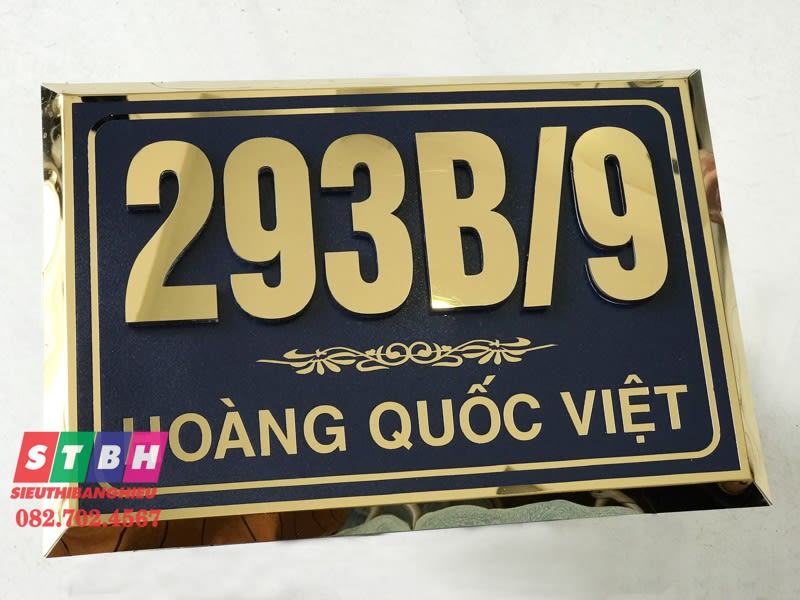 293B/9
HOÀNG QUỐC VIỆT
STBH
SIEUTHIBANGHIEU
082.702.4567